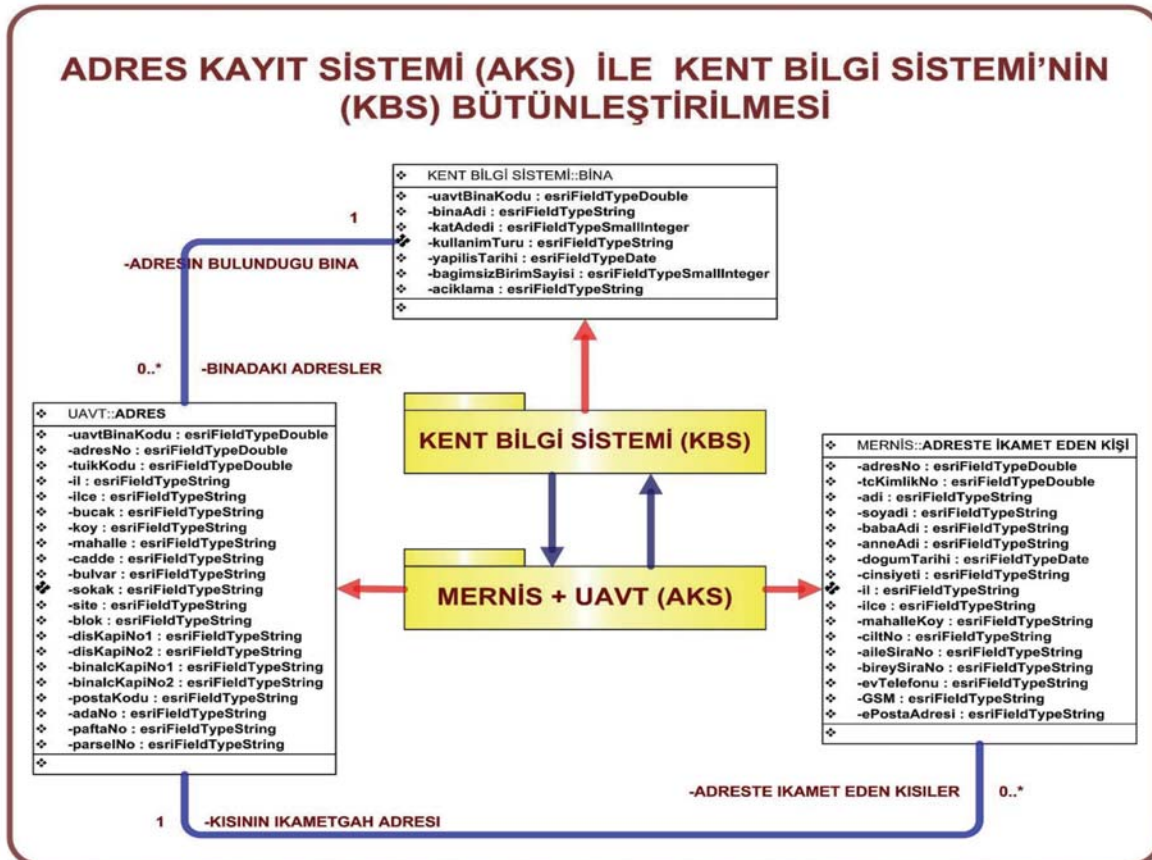 ADRES KAYIT SİSTEMİ (AKS) İLE KENT BİLGİ SİSTEMİ'NİN
(KBS) BÜTÜNLEŞTİRİLMESİ
KENT BİLGİ SİSTEMİ::BİNA
-uavtBinaKodu : esriFieldTypeDouble
-binaAdi : esriFieldTypeString
-katAdedi : esriFieldTypeSmallInteger
-kullanimTuru : esriFieldTypeString
-yapilisTarihi : esriFieldTypeDate
-bagimsizBirimSayisi : esriFieldTypeSmallInteger
-aciklama : esriFieldTypeString
1
-ADRESIN BULUNDUGU BINA
0..* -BINADAKI ADRESLER
UAVT::ADRES
-uavtBinaKodu : esriFieldTypeDouble
-adresNo : esriFieldTypeDouble
-tuikKodu : esriFieldTypeDouble
-il : esriFieldTypeString
-ilce : esriFieldTypeString
-bucak : esriFieldTypeString
-koy : esriFieldTypeString
-mahalle : esriFieldTypeString
-cadde : esriFieldTypeString
-bulvar : esriFieldTypeString
-sokak : esriFieldTypeString
-site : esriFieldTypeString
-blok : esriFieldTypeString
-disKapiNo1 : esriFieldTypeString
-disKapiNo2 : esriFieldTypeString
-binaIcKapiNo1 : esriFieldTypeString
-binaIcKapiNo2 : esriFieldTypeString
-postaKodu : esriFieldTypeString
-adaNo : esriFieldTypeString
-paftaNo : esriFieldTypeString
-parselNo : esriFieldTypeString
KENT BİLGİ SİSTEMİ (KBS)
MERNİS + UAVT (AKS)
MERNİS::ADRESTE İKAMET EDEN KİŞİ
-adresNo : esriFieldTypeDouble
-tcKimlikNo : esriFieldTypeDouble
-adi : esriFieldTypeString
-soyadi : esriFieldTypeString
-babaAdi : esriFieldTypeString
-anneAdi : esriFieldTypeString
-dogumTarihi : esriFieldTypeDate
-cinsiyeti : esriFieldTypeString
-il : esriFieldTypeString
-ilce : esriFieldTypeString
-mahalleKoy : esriFieldTypeString
-ciltNo : esriFieldTypeString
-aileSiraNo : esriFieldTypeString
-bireySiraNo : esriFieldTypeString
-evTelefonu : esriFieldTypeString
-GSM : esriFieldTypeString
-ePostaAdresi : esriFieldTypeString
-ADRESTE IKAMET EDEN KISILER 0..*
1 -KISININ IKAMETGAH ADRESI